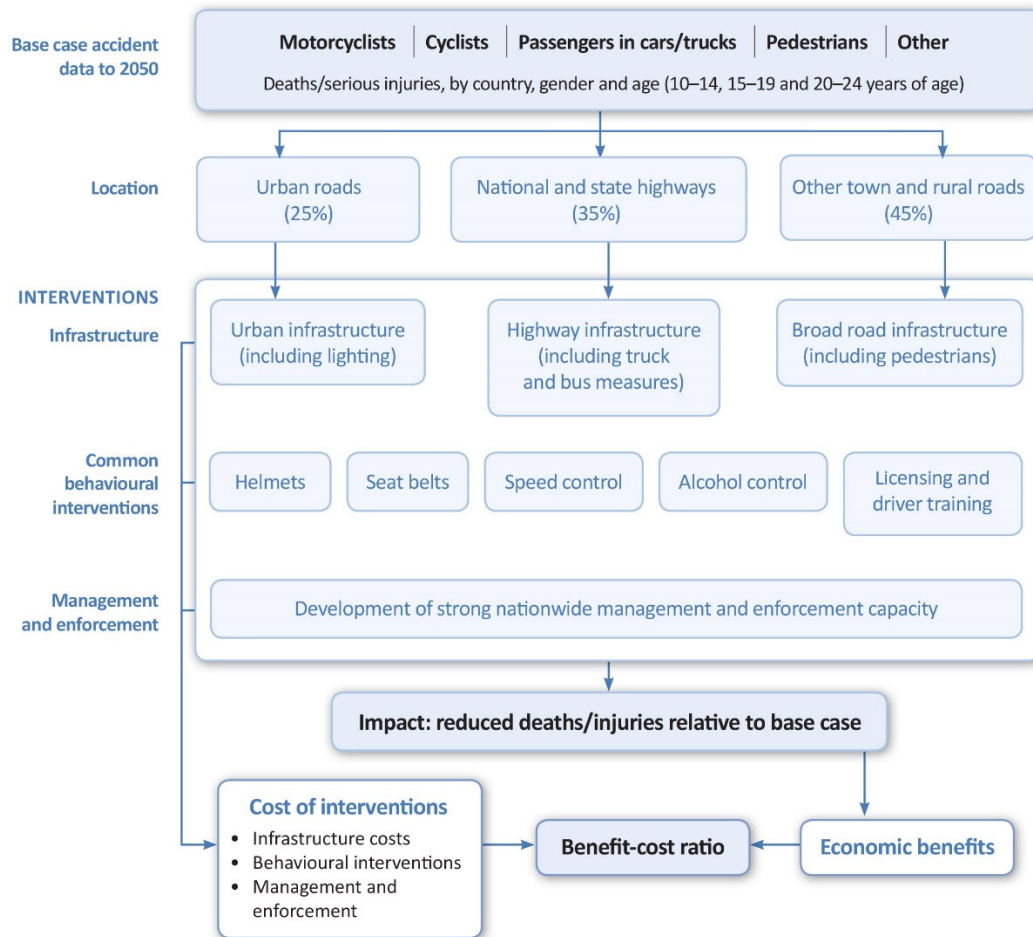 Base case accident
data to 2050
Motorcyclists | Cyclists | Passengers in cars/trucks | Pedestrians | Other
Deaths/serious injuries, by country, gender and age (10–14, 15–19 and 20–24 years of age)
Location
Urban roads
(25%)
National and state highways
(35%)
Other town and rural roads
(45%)
INTERVENTIONS
Infrastructure
Urban infrastructure
(including lighting)
Highway infrastructure
(including truck
and bus measures)
Broad road infrastructure
(including pedestrians)
Common
behavioural
interventions
Helmets
Seat belts
Speed control
Alcohol control
Licensing and
driver training
Management
and enforcement
Development of strong nationwide management and enforcement capacity
Impact: reduced deaths/injuries relative to base case
Cost of interventions
• Infrastructure costs
• Behavioural interventions
• Management and
enforcement
Benefit-cost ratio
Economic benefits